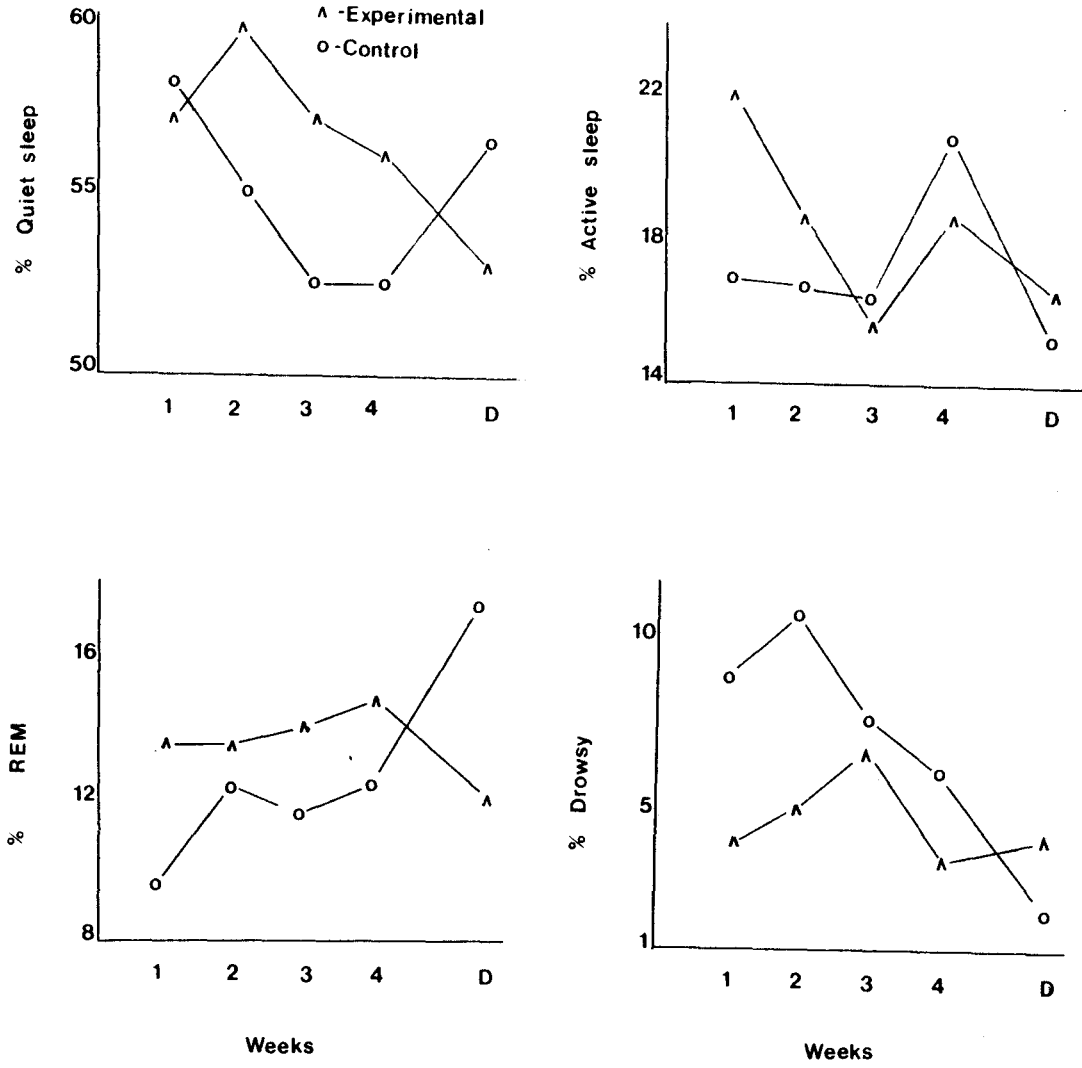 60
Λ -Experimental
o -Control
% Quiet sleep
55
50
1 2 3 4 D
22
% Active sleep
18
14
1 2 3 4 D
16
% REM
12
8
1 2 3 4 D
Weeks
10
% Drowsy
5
1
1 2 3 4 D
Weeks